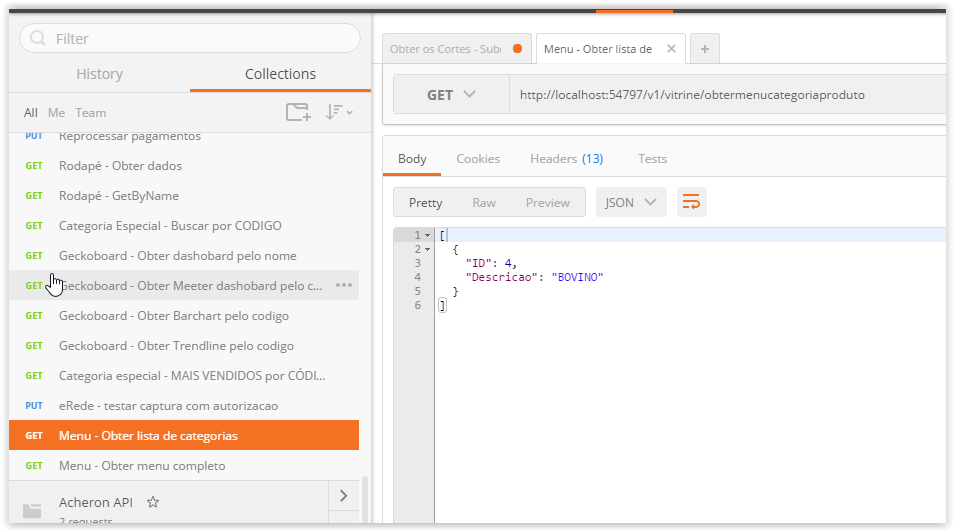 Filter
History Collections
All Me Team
PUT Reprocessar pagamentos
GET Rodapé - Obter dados
GET Rodapé - GetByName
GET Categoria Especial - Buscar por CODIGO
GET Geckoboard - Obter dashobard pelo nome
GET Geckoboard - Obter Meeter dashobard pelo c...
GET Geckoboard - Obter Barchart pelo codigo
GET Geckoboard - Obter Trendline pelo codigo
GET Categoria especial - MAIS VENDIDOS por CÓDI...
PUT eRede - testar captura com autorizacao
GET Menu - Obter lista de categorias
GET Menu - Obter menu completo
Acheron API
2 requests
Obter os Cortes - Sub
Menu - Obter lista de
GET http://localhost:54797/v1/vitrine/obtermenucategoriaproduto
Body Cookies Headers (13) Tests
Pretty Raw Preview JSON
1 [
2 {
3 "ID": 4,
4 "Descricao": "BOVINO"
5 }
6 ]